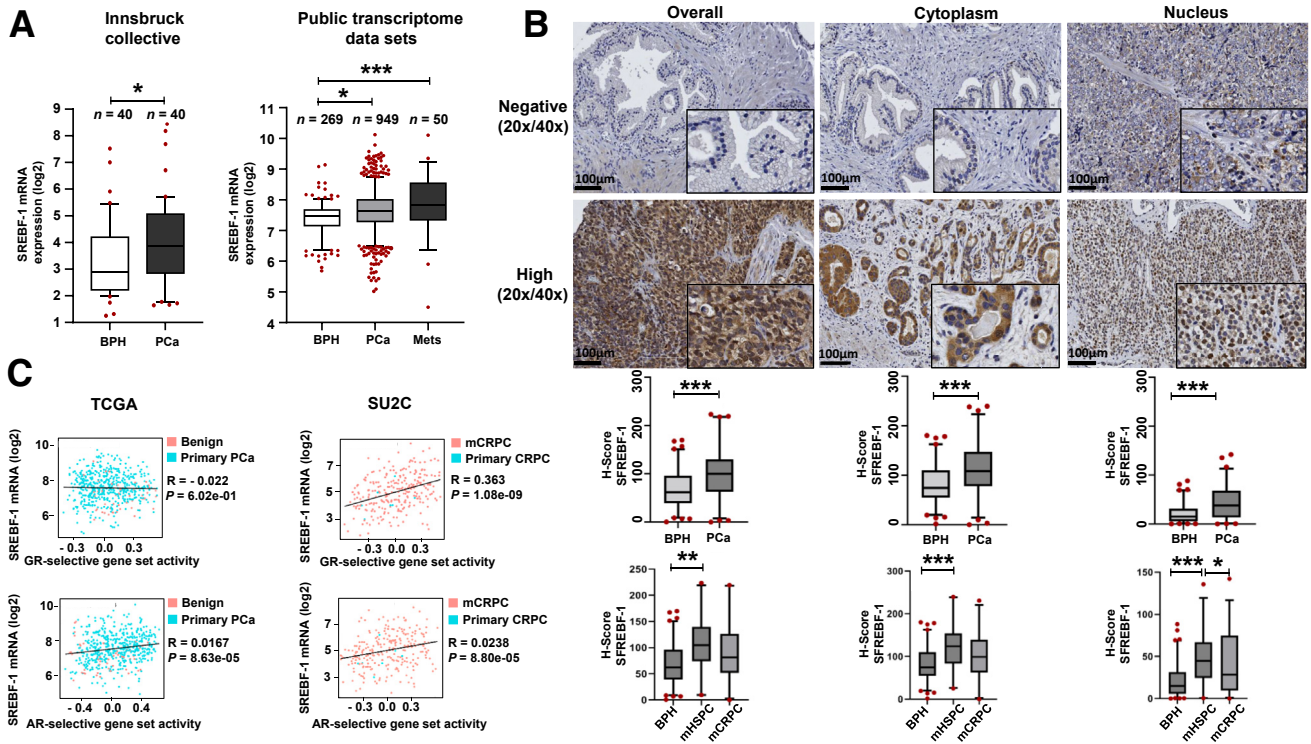 A
Innsbruck
collective
Public transcriptome
data sets
*
n = 40
n = 40
SREBF-1 mRNA
expression (log2)
9
8
7
6
5
4
3
2
1
BPH
PCa
***
*
n = 269
n = 949
n = 50
SREBF-1 mRNA
expression (log2)
11
10
9
8
7
6
5
4
BPH
PCa
Mets
B
Overall
Cytoplasm
Nucleus
Negative
(20x/40x)
100µm
100µm
100µm
High
(20x/40x)
100µm
100µm
100µm
H-Score
SFREBF-1
300
200
100
0
***
BPH
PCa
H-Score
SFREBF-1
300
200
100
0
***
BPH
PCa
H-Score
SFREBF-1
300
200
100
0
***
BPH
PCa
H-Score
SFREBF-1
250
200
150
100
50
0
**
BPH
mHSPC
mCRPC
H-Score
SFREBF-1
300
200
100
0
***
BPH
mHSPC
mCRPC
H-Score
SFREBF-1
150
100
50
0
***
*
BPH
mHSPC
mCRPC
C
TCGA
SU2C
SREBF-1 mRNA (log2)
10
8
6
- 0.3
0.0
0.3
GR-selective gene set activity
Benign
Primary PCa
R = - 0.022
P = 6.02e-01
SREBF-1 mRNA (log2)
7
5
3
- 0.3
0.0
0.3
GR-selective gene set activity
mCRPC
Primary CRPC
R = 0.363
P = 1.08e-09
SREBF-1 mRNA (log2)
10
8
6
-0.4
0.0
0.4
AR-selective gene set activity
Benign
Primary PCa
R = 0.0167
P = 8.63e-05
SREBF-1 mRNA (log2)
7
5
3
- 0.3
0.0
0.3
AR-selective gene set activity
mCRPC
Primary CRPC
R = 0.0238
P = 8.80e-05